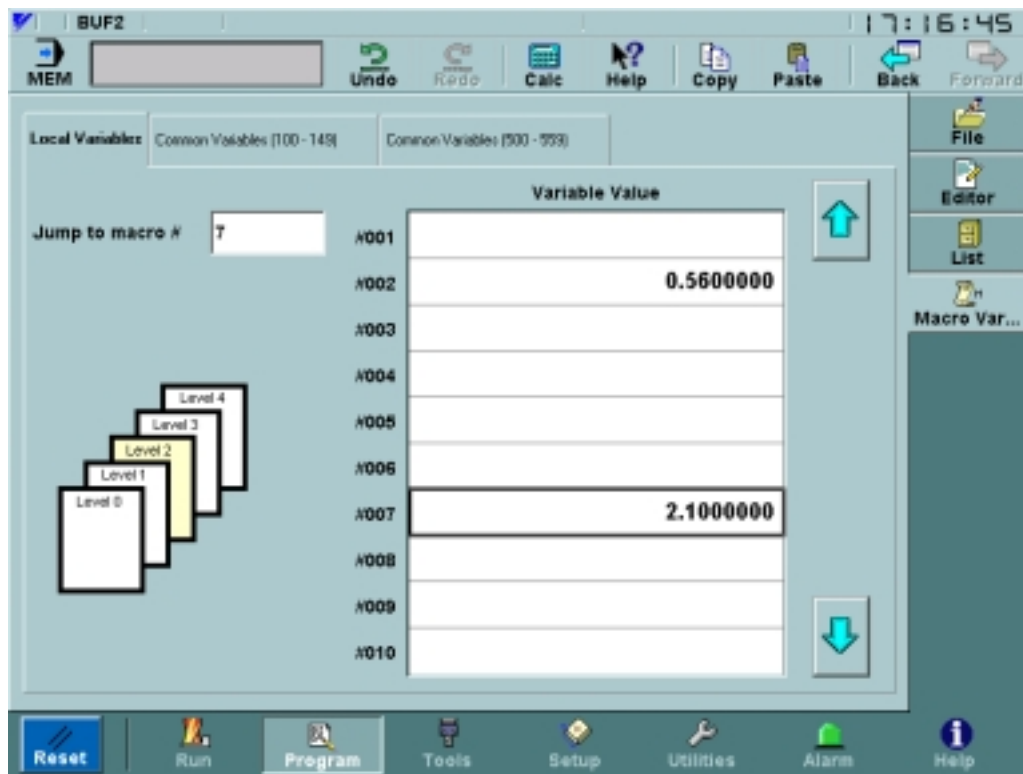 BUF2
17:16:45
MEM
Undo
Redo
Calc
Help
Copy
Paste
Back
Forward
Local Variables
Common Variables (100 - 149)
Common Variables (500 - 559)
File
Editor
List
Macro Var...
Variable Value
Jump to macro # 7
#001
#002 0.5600000
#003
#004
#005
#006
#007 2.1000000
#008
#009
#010
Level 4
Level 3
Level 2
Level 1
Level 0
Reset
Run
Program
Tools
Setup
Utilities
Alarm
Help